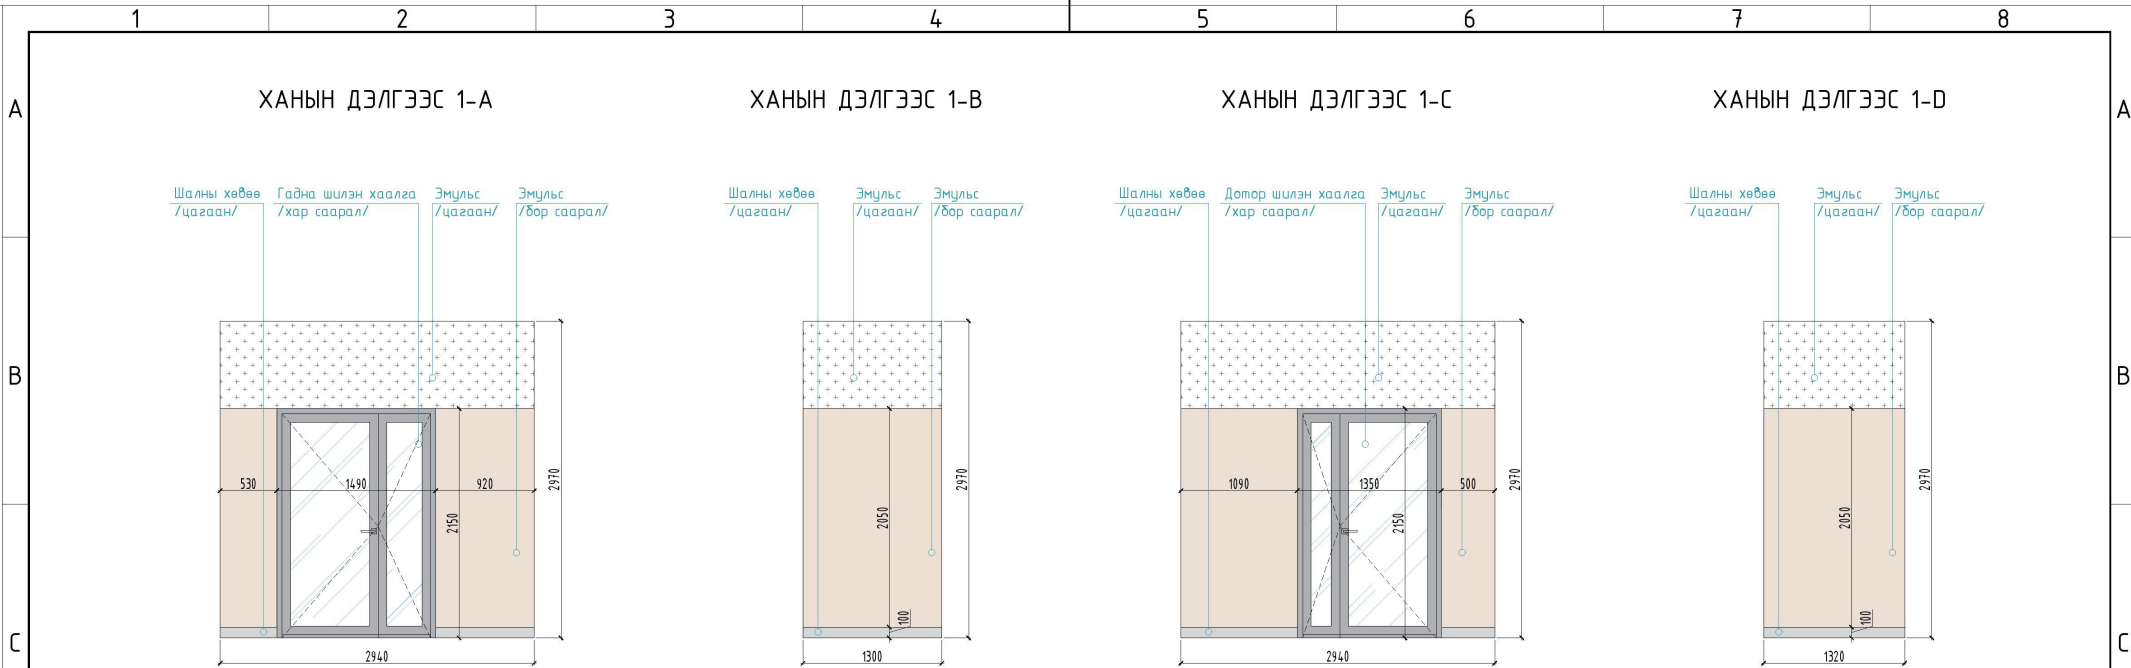 1 2 3 4 5 6 7 8
A A
ХАНЫН ДЭЛГЭЭС 1-A
ХАНЫН ДЭЛГЭЭС 1-B
ХАНЫН ДЭЛГЭЭС 1-C
ХАНЫН ДЭЛГЭЭС 1-D
Шалны хөвөө
/цагаан/
Гадна шилэн хаалга
/хар саарал/
Эмульс
/цагаан/
Эмульс
/бор саарал/
Шалны хөвөө
/цагаан/
Эмульс
/цагаан/
Эмульс
/бор саарал/
Шалны хөвөө
/цагаан/
Дотор шилэн хаалга
/хар саарал/
Эмульс
/цагаан/
Эмульс
/бор саарал/
Шалны хөвөө
/цагаан/
Эмульс
/цагаан/
Эмульс
/бор саарал/
B B
530 1490 920
2150
2970
2940
2050
100
2970
1300
1090 1350 500
2150
2970
2940
2050
100
2970
1320
C C